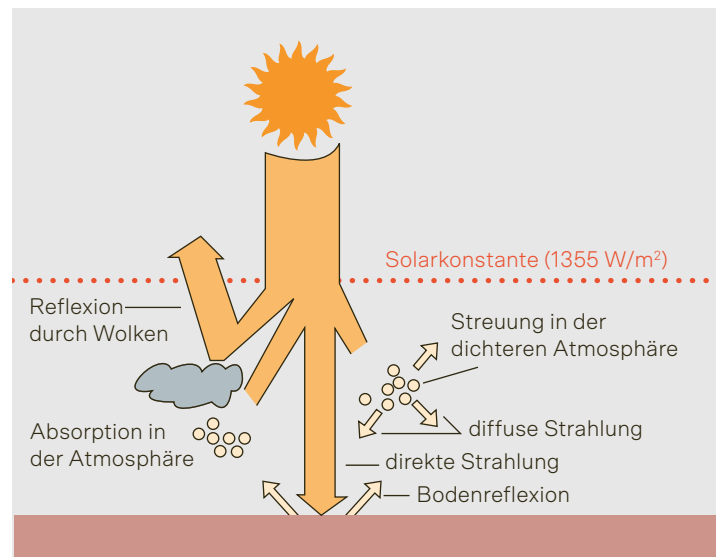 Solarkonstante (1355 W/m²)
Reflexion
durch Wolken
Streuung in der
dichteren Atmosphäre
Absorption in
der Atmosphäre
diffuse Strahlung
direkte Strahlung
Bodenreflexion